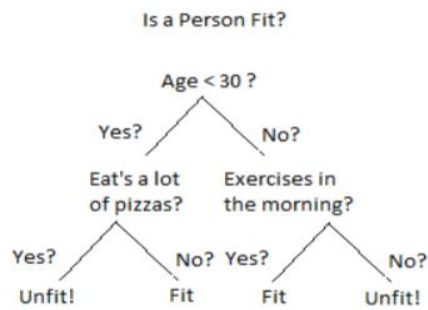 Is a Person Fit?
Age < 30 ?
Yes?
No?
Eat's a lot
of pizzas?
Exercises in
the morning?
Yes?
No?
Yes?
No?
Unfit!
Fit
Fit
Unfit!